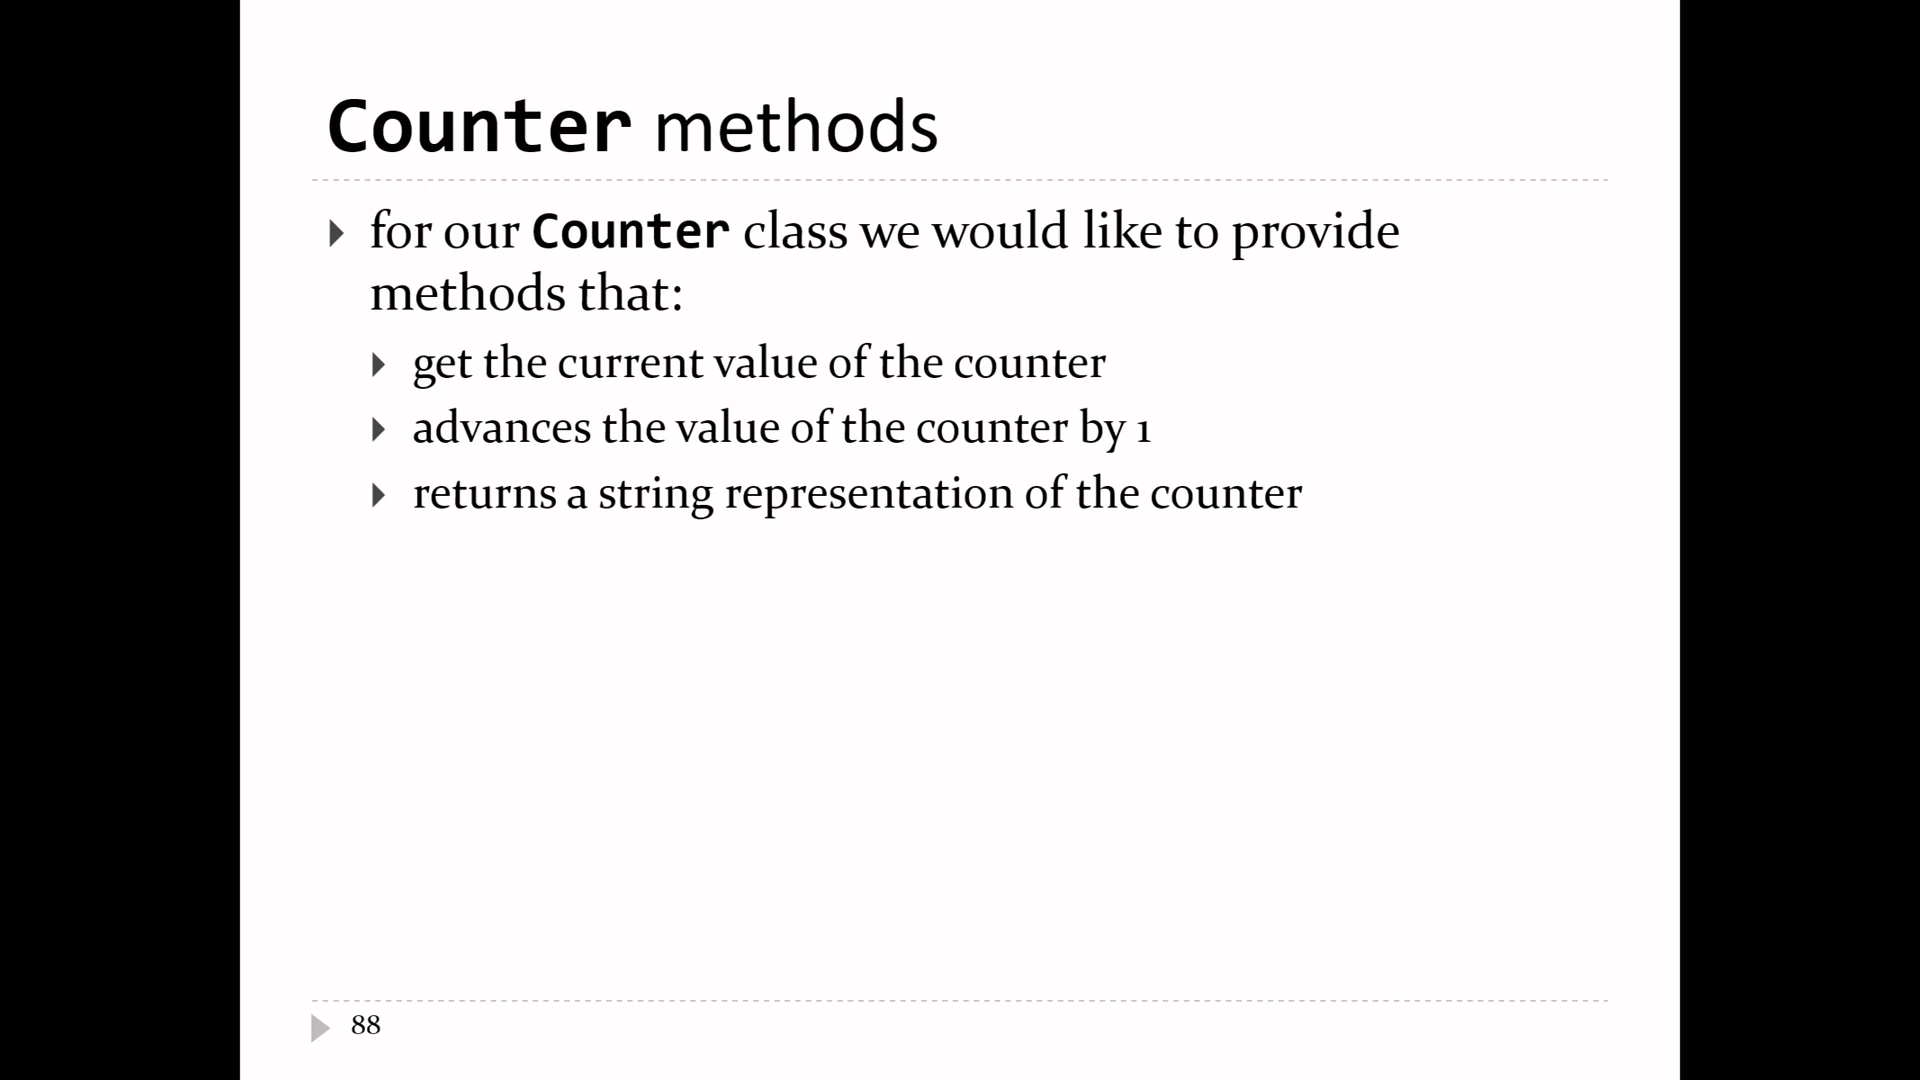 Counter methods
for our Counter class we would like to provide
methods that:
get the current value of the counter
advances the value of the counter by 1
returns a string representation of the counter
88